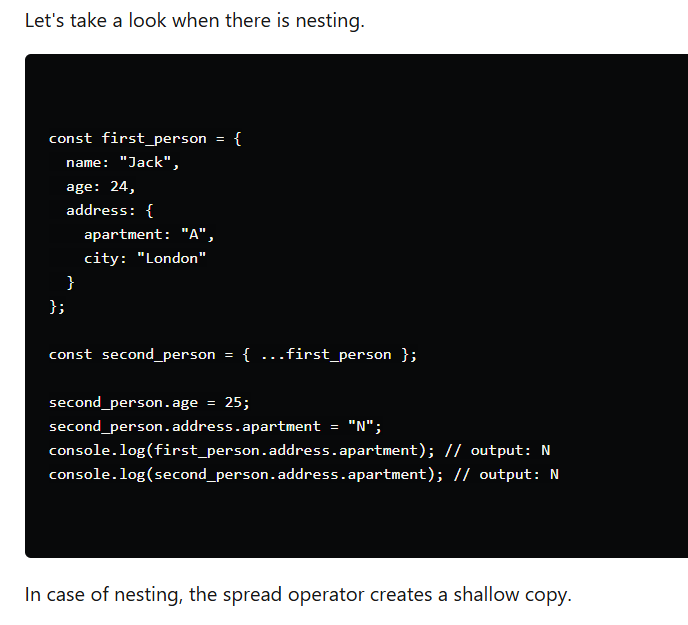 Let's take a look when there is nesting.
const first_person = {
  name: "Jack",
  age: 24,
  address: {
    apartment: "A",
    city: "London"
  }
};
const second_person = { ...first_person };
second_person.age = 25;
second_person.address.apartment = "N";
console.log(first_person.address.apartment); // output: N
console.log(second_person.address.apartment); // output: N
In case of nesting, the spread operator creates a shallow copy.